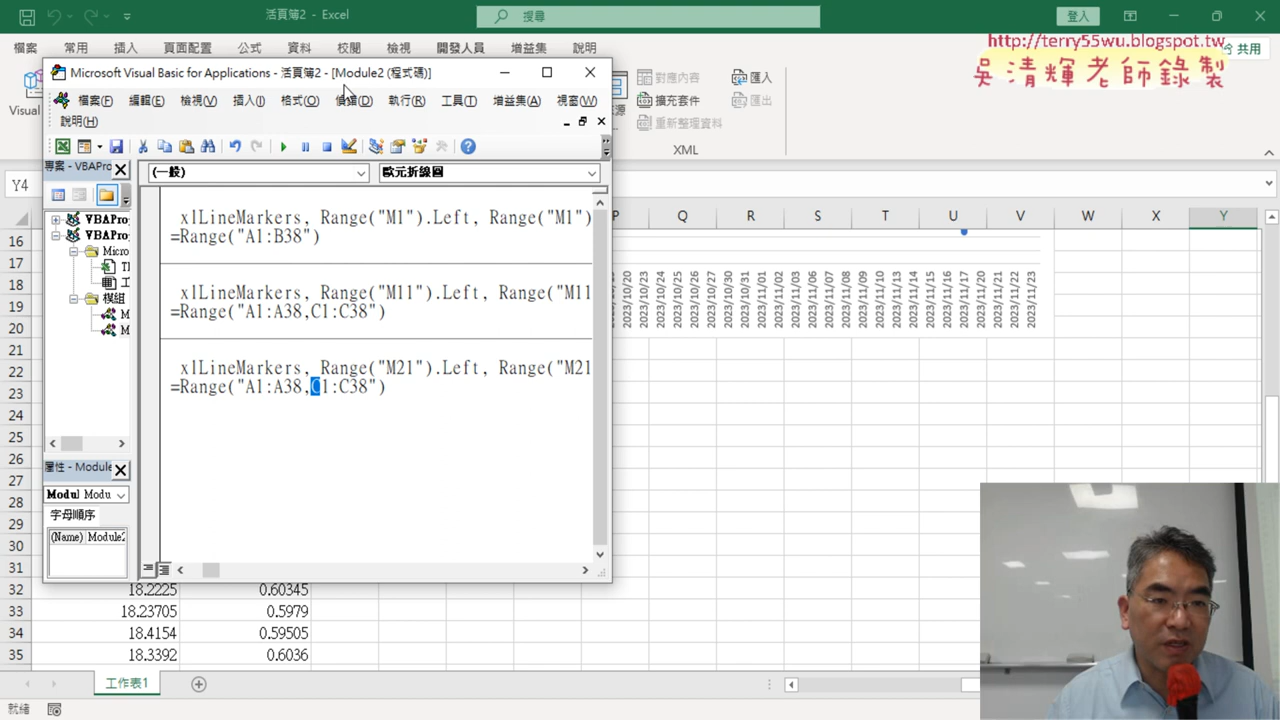 活頁簿2 - Excel
搜尋
登入
檔案 常用 插入 頁面配置 公式 資料 校閱 檢視 開發人員 增益集 說明
共用
http://terry55wu.blogspot.tw
吳清輝老師錄製
Visual
對應內容 匯入
擴充套件 匯出
重新整理資料
XML
Microsoft Visual Basic for Applications - 活頁簿2 - [Module2 (程式碼)]
檔案(F) 編輯(E) 檢視(V) 插入(I) 格式(O) 偵錯(D) 執行(R) 工具(T) 增益集(A) 視窗(W)
說明(H)
專案 - VBAPro
(一般) 歐元折線圖
VBAPro
VBAPro
Micro
模組
xlLineMarkers, Range("M1").Left, Range("M1")
=Range("A1:B38")
xlLineMarkers, Range("M11").Left, Range("M11
=Range("A1:A38,C1:C38")
xlLineMarkers, Range("M21").Left, Range("M21
=Range("A1:A38,C1:C38")
屬性 - Module
Modul Modu
字母順序
(Name) Module2
Y4
P Q R S T U V W X Y
16
17
18
19
20
21
22
23
24
25
26
27
28
29
30
31
32 18.2225 0.60345
33 18.23705 0.5979
34 18.4154 0.59505
35 18.3392 0.6036
2023/10/20 2023/10/23 2023/10/24 2023/10/25 2023/10/26 2023/10/27 2023/10/30 2023/10/31 2023/11/01 2023/11/02 2023/11/03 2023/11/06 2023/11/07 2023/11/08 2023/11/09 2023/11/10 2023/11/13 2023/11/14 2023/11/15 2023/11/16 2023/11/17 2023/11/20 2023/11/21 2023/11/22 2023/11/23
工作表1
就緒